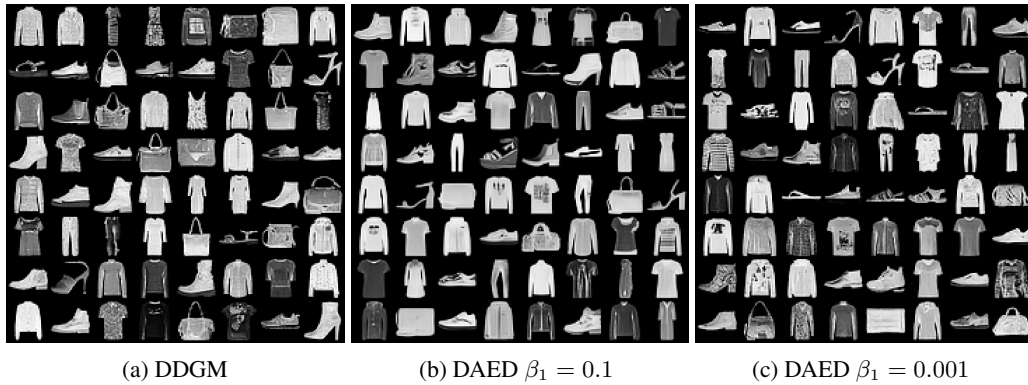 (a) DDGM
(b) DAED β₁ = 0.1
(c) DAED β₁ = 0.001